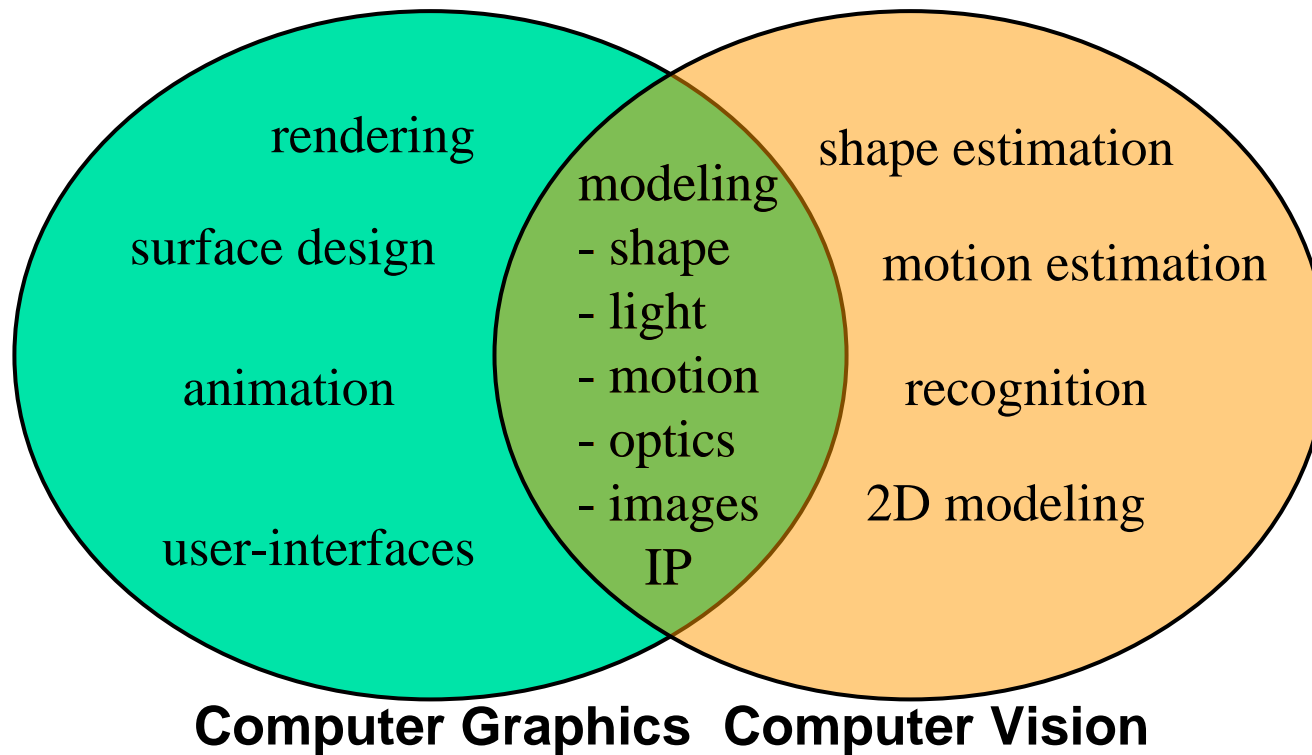 rendering
surface design
animation
user-interfaces
modeling
- shape
- light
- motion
- optics
- images
IP
shape estimation
motion estimation
recognition
2D modeling
Computer Graphics
Computer Vision